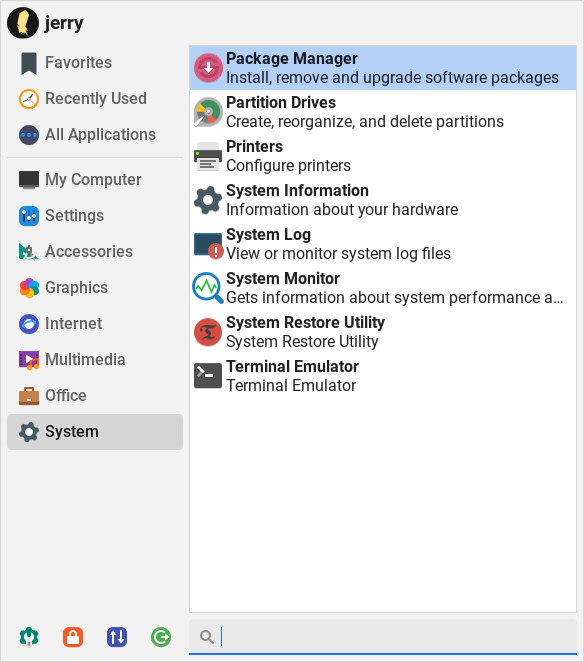 jerry
Favorites
Recently Used
All Applications
My Computer
Settings
Accessories
Graphics
Internet
Multimedia
Office
System
Package Manager
Install, remove and upgrade software packages
Partition Drives
Create, reorganize, and delete partitions
Printers
Configure printers
System Information
Information about your hardware
System Log
View or monitor system log files
System Monitor
Gets information about system performance a...
System Restore Utility
System Restore Utility
Terminal Emulator
Terminal Emulator